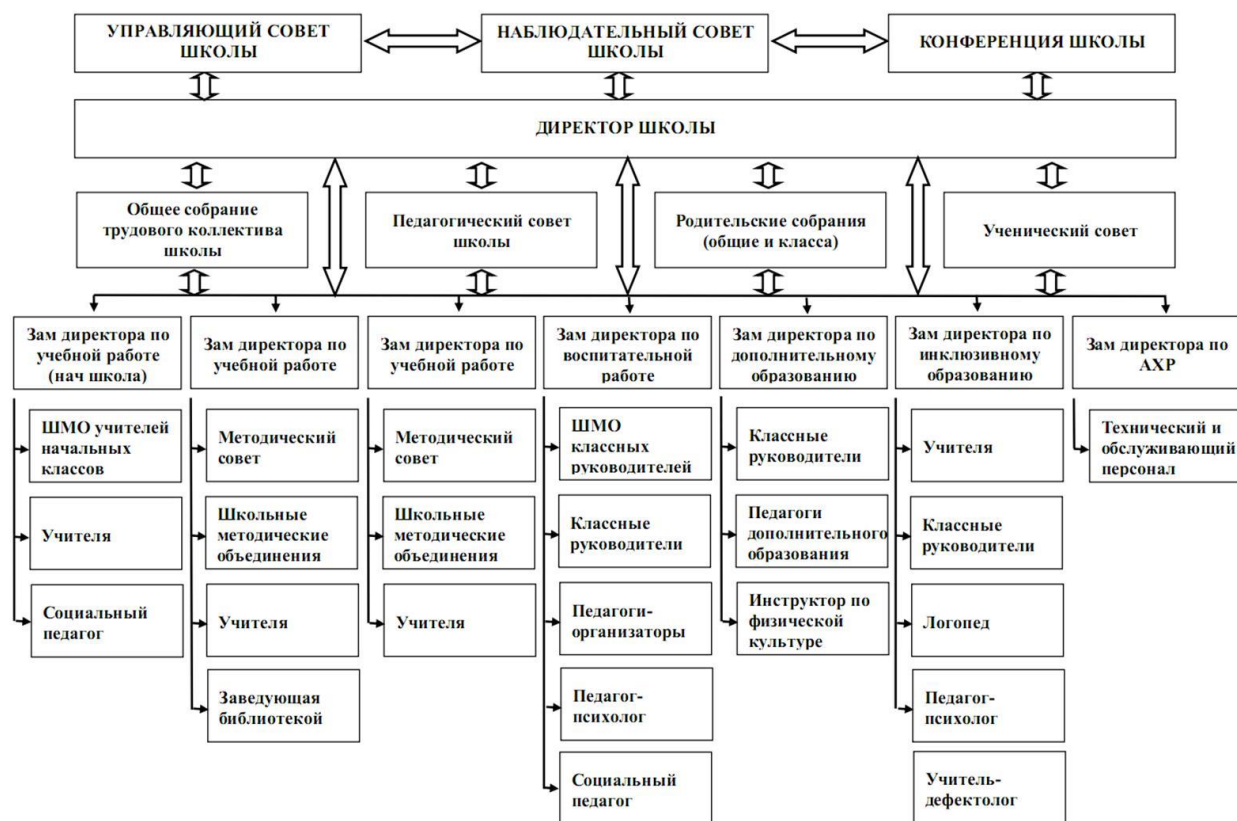 УПРАВЛЯЮЩИЙ СОВЕТ
ШКОЛЫ
НАБЛЮДАТЕЛЬНЫЙ СОВЕТ
ШКОЛЫ
КОНФЕРЕНЦИЯ ШКОЛЫ
ДИРЕКТОР ШКОЛЫ
Общее собрание
трудового коллектива
школы
Педагогический совет
школы
Родительские собрания
(общие и класса)
Ученический совет
Зам директора по
учебной работе
(нач школа)
Зам директора по
учебной работе
Зам директора по
учебной работе
Зам директора по
воспитательной
работе
Зам директора по
дополнительному
образованию
Зам директора по
инклюзивному
образованию
Зам директора по
АХР
ШМО учителей
начальных
классов
Учителя
Социальный
педагог
Методический
совет
Школьные
методические
объединения
Учителя
Заведующая
библиотекой
Методический
совет
Школьные
методические
объединения
Учителя
ШМО
классных
руководителей
Классные
руководители
Педагоги-
организаторы
Педагог-
психолог
Социальный
педагог
Классные
руководители
Педагоги
дополнительного
образования
Инструктор по
физической
культуре
Учителя
Классные
руководители
Логопед
Педагог-
психолог
Учитель-
дефектолог
Технический и
обслуживающий
персонал